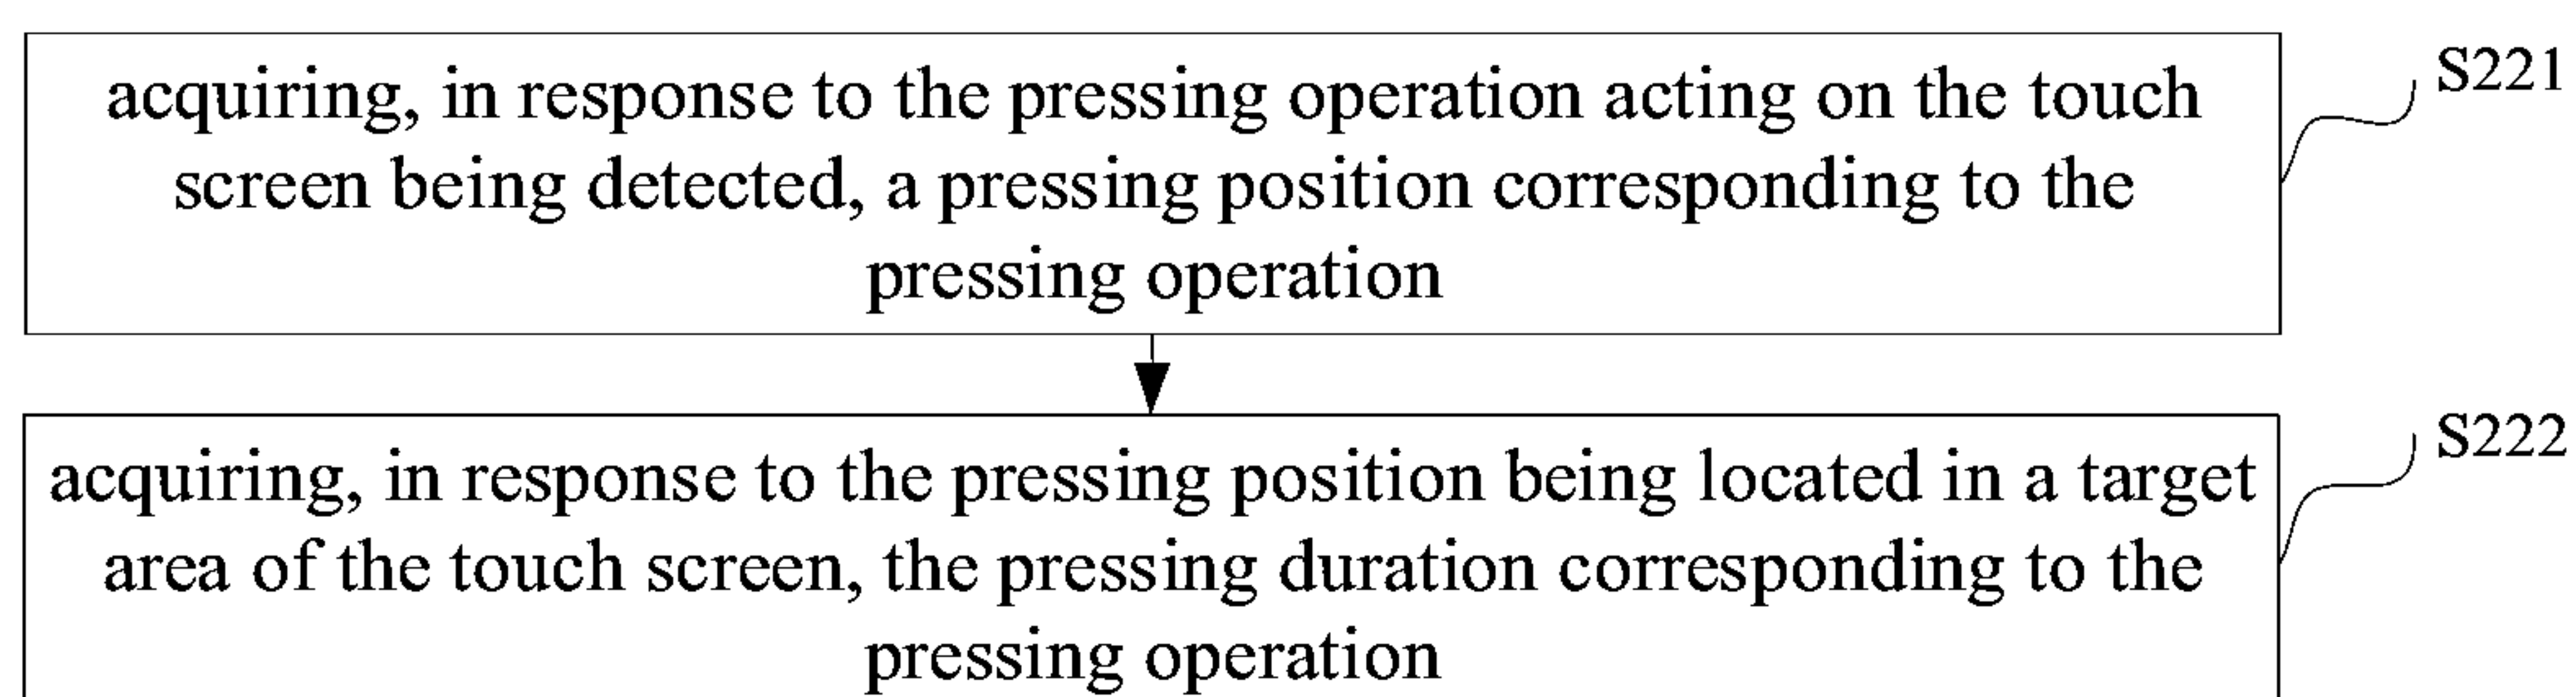 acquiring, in response to the pressing operation acting on the touch
screen being detected, a pressing position corresponding to the
pressing operation
S221
acquiring, in response to the pressing position being located in a target
area of the touch screen, the pressing duration corresponding to the
pressing operation
S222